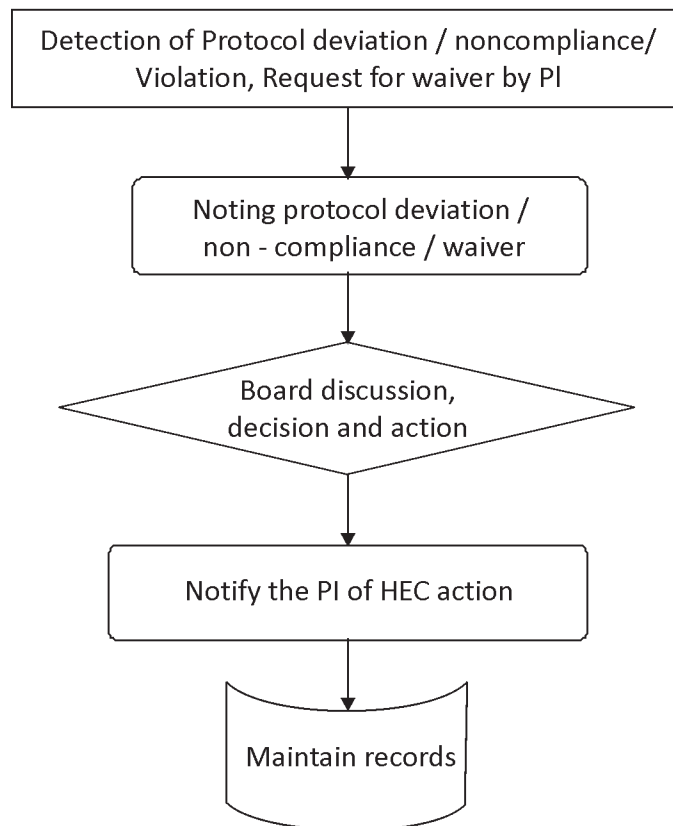 Detection of Protocol deviation / noncompliance/
Violation, Request for waiver by Pl
Noting protocol deviation /
non - compliance / waiver
Board discussion,
decision and action
Notify the PI of HEC action
Maintain records